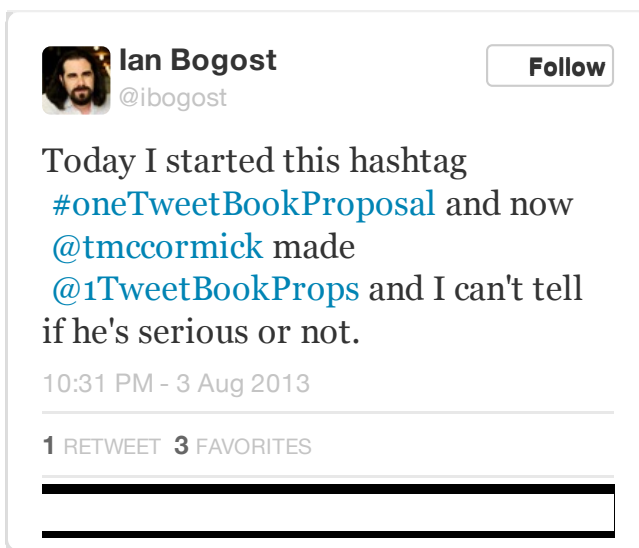 Ian Bogost
@ibogost
Follow
Today I started this hashtag
#oneTweetBookProposal and now
@tmccormick made
@1TweetBookProps and I can't tell
if he's serious or not.
10:31 PM - 3 Aug 2013
1 RETWEET 3 FAVORITES